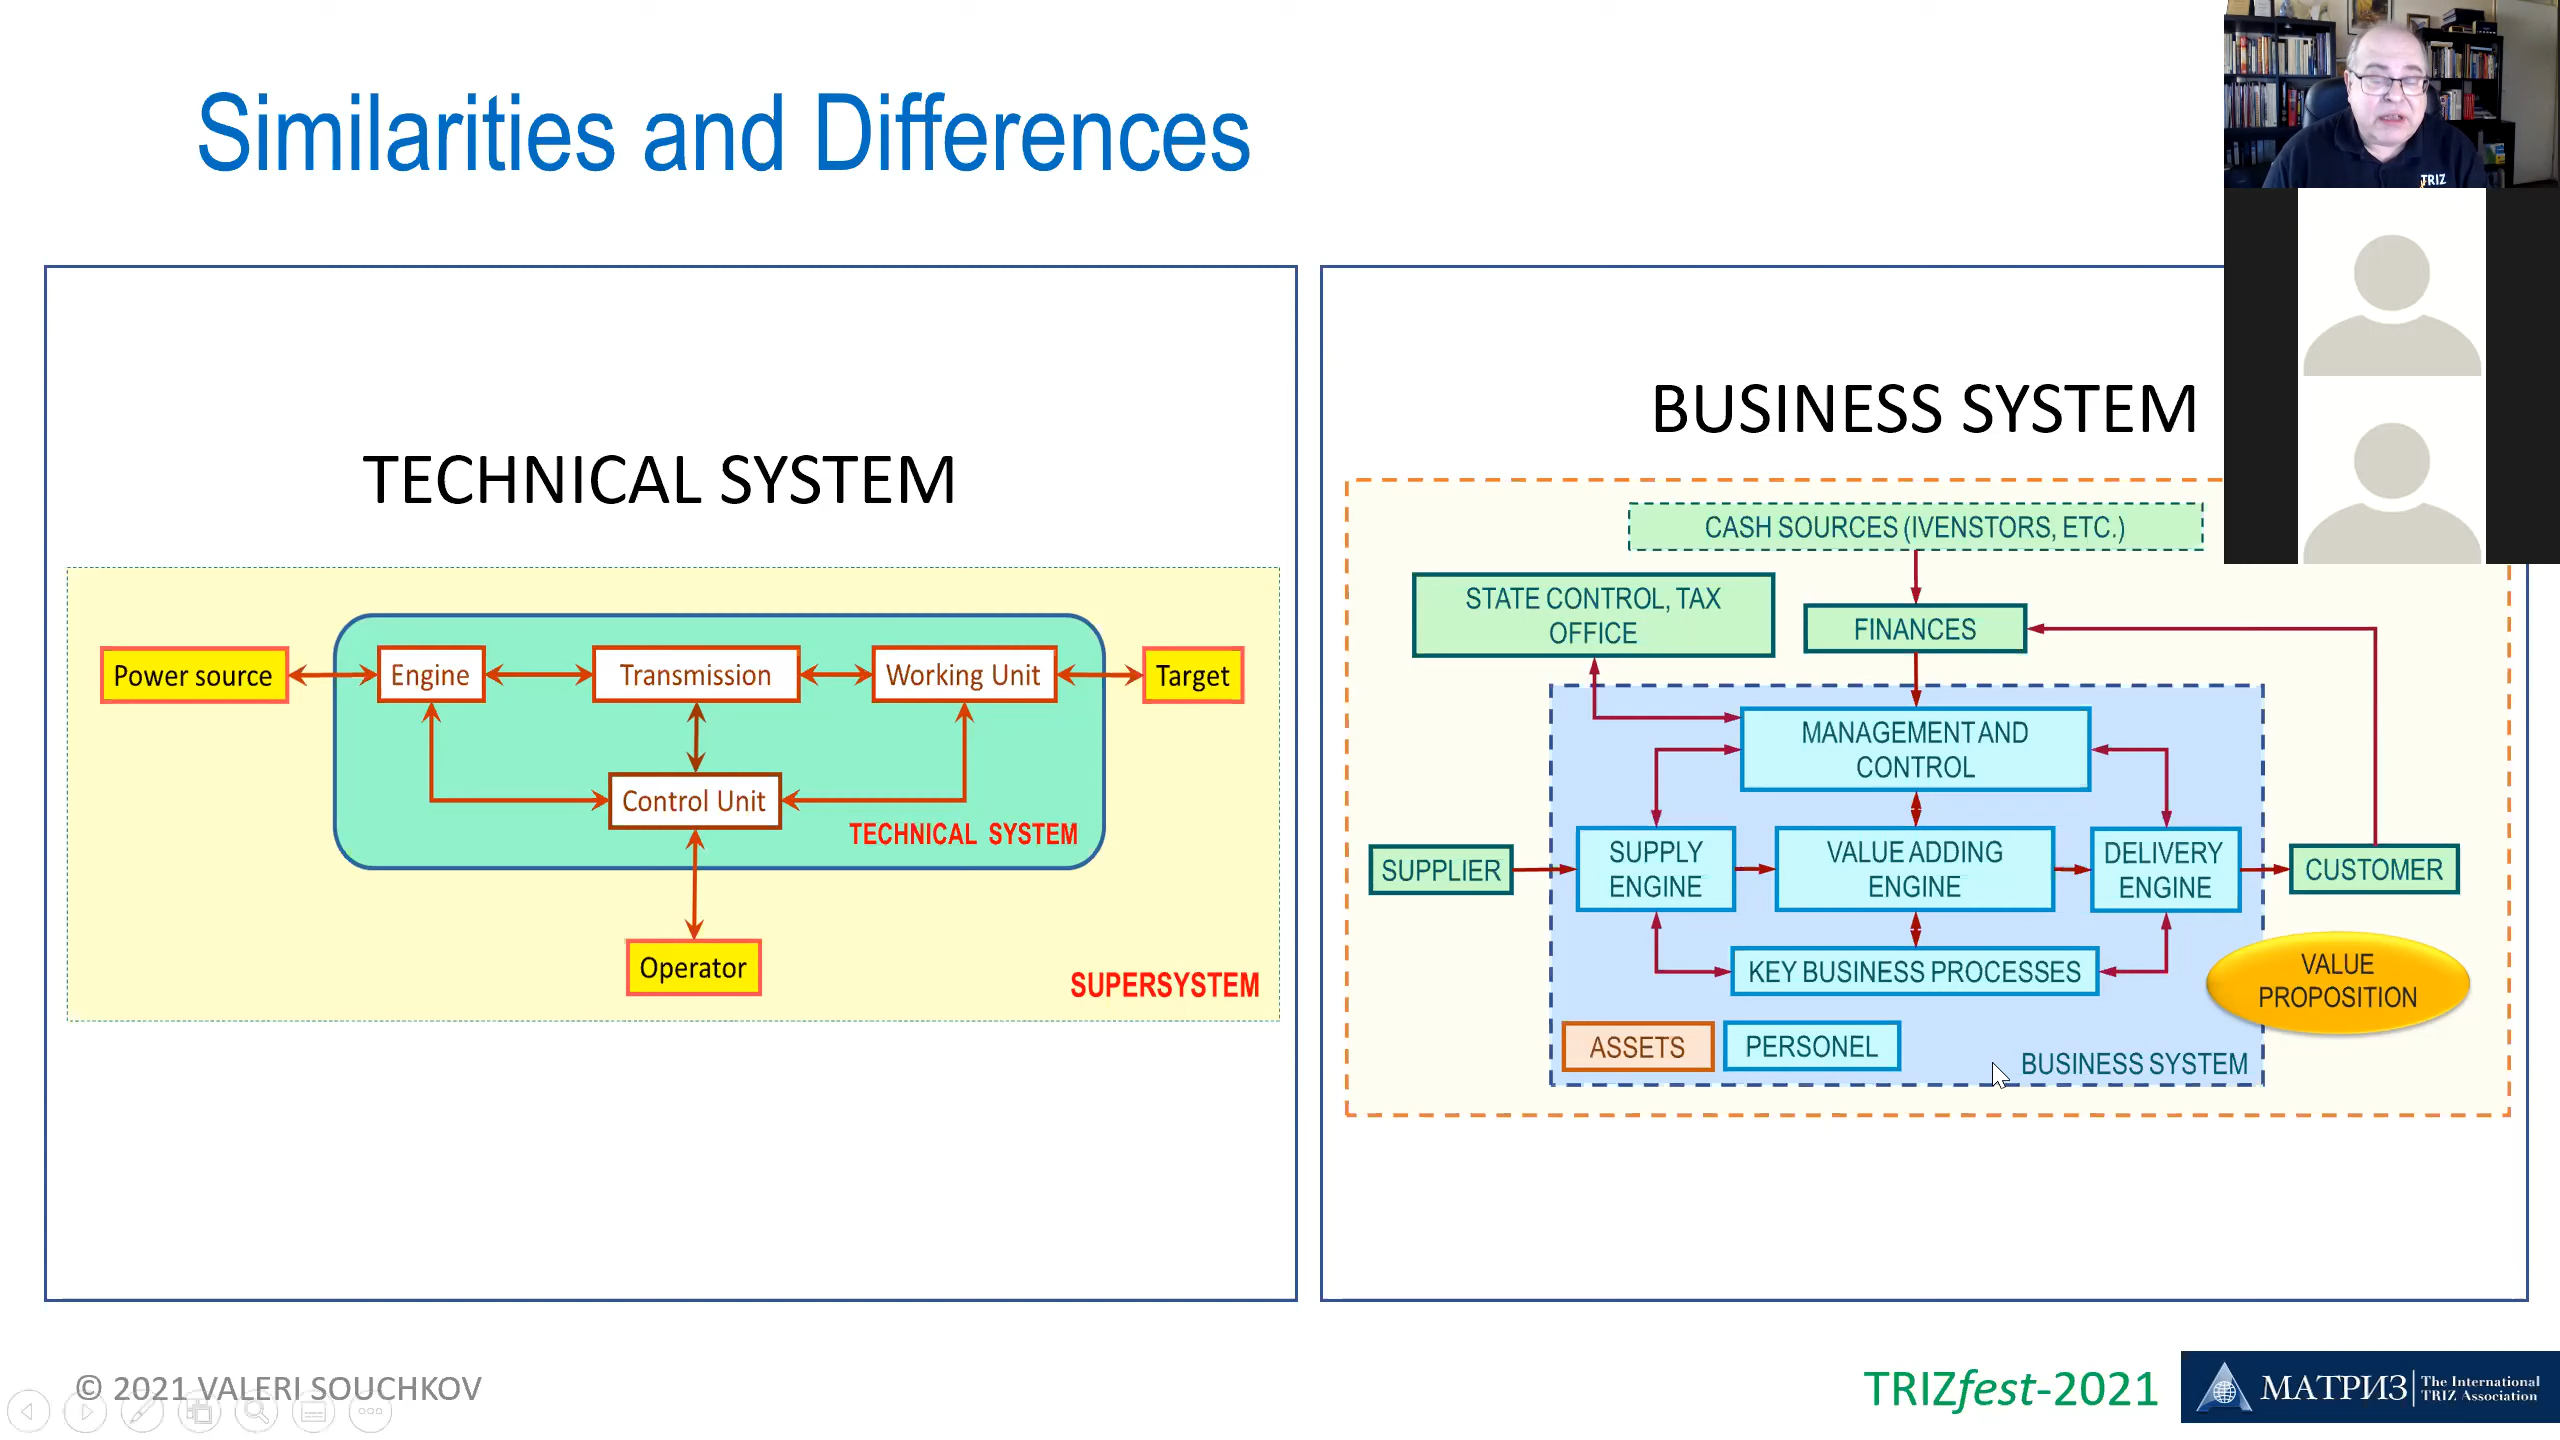 Similarities and Differences
TRIZ
TECHNICAL SYSTEM
Power source
Engine
Transmission
Working Unit
Target
Control Unit
TECHNICAL SYSTEM
Operator
SUPERSYSTEM
BUSINESS SYSTEM
CASH SOURCES (IVENSTORS, ETC.)
STATE CONTROL, TAX
OFFICE
FINANCES
MANAGEMENT AND
CONTROL
SUPPLIER
SUPPLY
ENGINE
VALUE ADDING
ENGINE
DELIVERY
ENGINE
CUSTOMER
KEY BUSINESS PROCESSES
VALUE
PROPOSITION
ASSETS
PERSONEL
BUSINESS SYSTEM
© 2021 VALERI SOUCHKOV
TRIZfest-2021
МАТРИЗ
The International
TRIZ Association